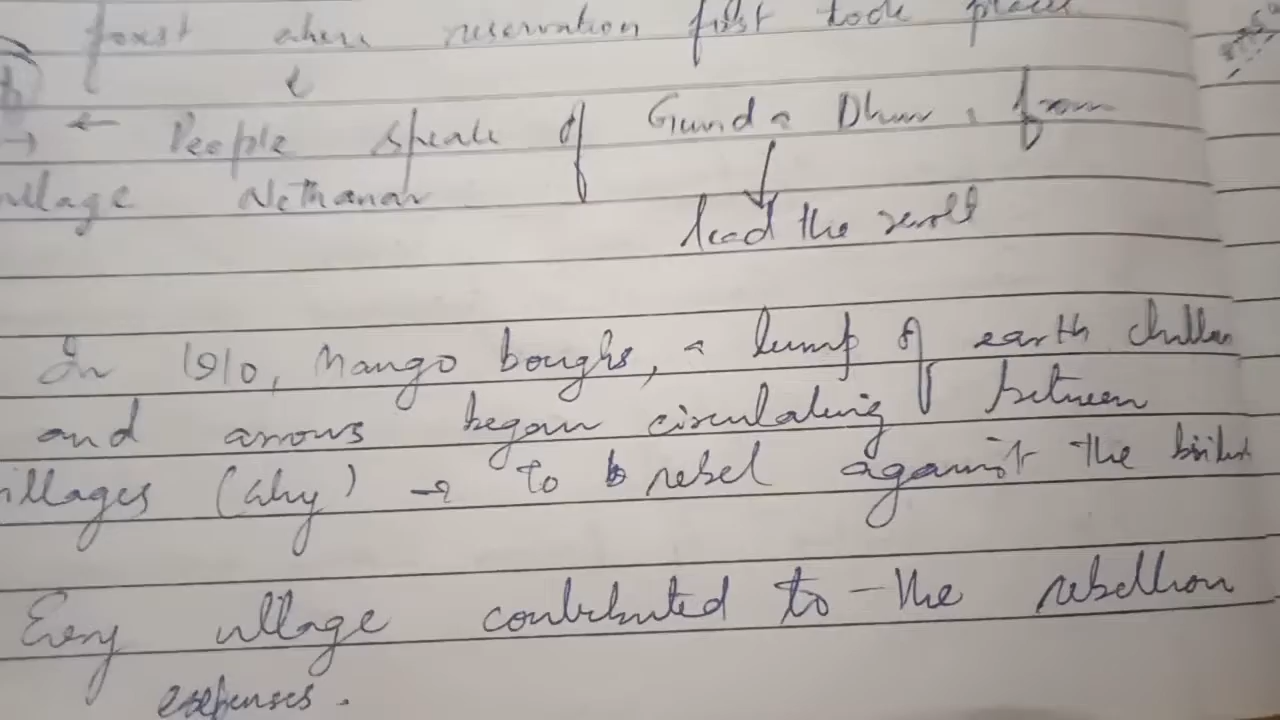 forest where reservation first took place
→ ← People speak of Gunda Dhur, from
village Nethanar
lead the revolt
In 1910, Mango boughs, a lump of earth chillies
and arrows began circulating between
villages (why) → to rebel against the british
Every village contributed to the rebellion
expenses.